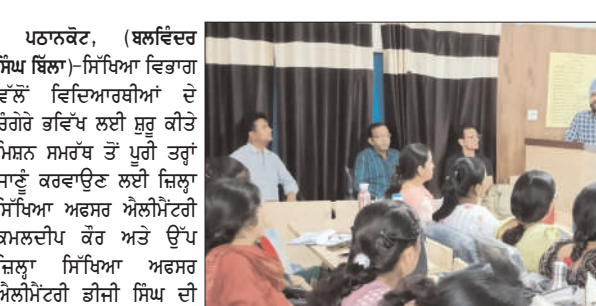 ਪਠਾਨਕੋਟ, (ਬਲਵਿੰਦਰ
ਸਿੰਘ ਬਿੱਲਾ)-ਸਿੱਖਿਆ ਵਿਭਾਗ
ਵੱਲੋਂ ਵਿਦਿਆਰਥੀਆਂ ਦੇ
ਚੰਗੇਰੇ ਭਵਿੱਖ ਲਈ ਸ਼ੁਰੂ ਕੀਤੇ
ਮਿਸ਼ਨ ਸਮਰੱਥ ਤੋਂ ਪੂਰੀ ਤਰ੍ਹਾਂ
ਜਾਣੂੰ ਕਰਵਾਉਣ ਲਈ ਜ਼ਿਲ੍ਹਾ
ਸਿੱਖਿਆ ਅਫਸਰ ਐਲੀਮੈਂਟਰੀ
ਕਮਲਦੀਪ ਕੌਰ ਅਤੇ ਉੱਪ
ਜ਼ਿਲ੍ਹਾ ਸਿੱਖਿਆ ਅਫਸਰ
ਐਲੀਮੈਂਟਰੀ ਡੀਜੀ ਸਿੰਘ ਦੀ